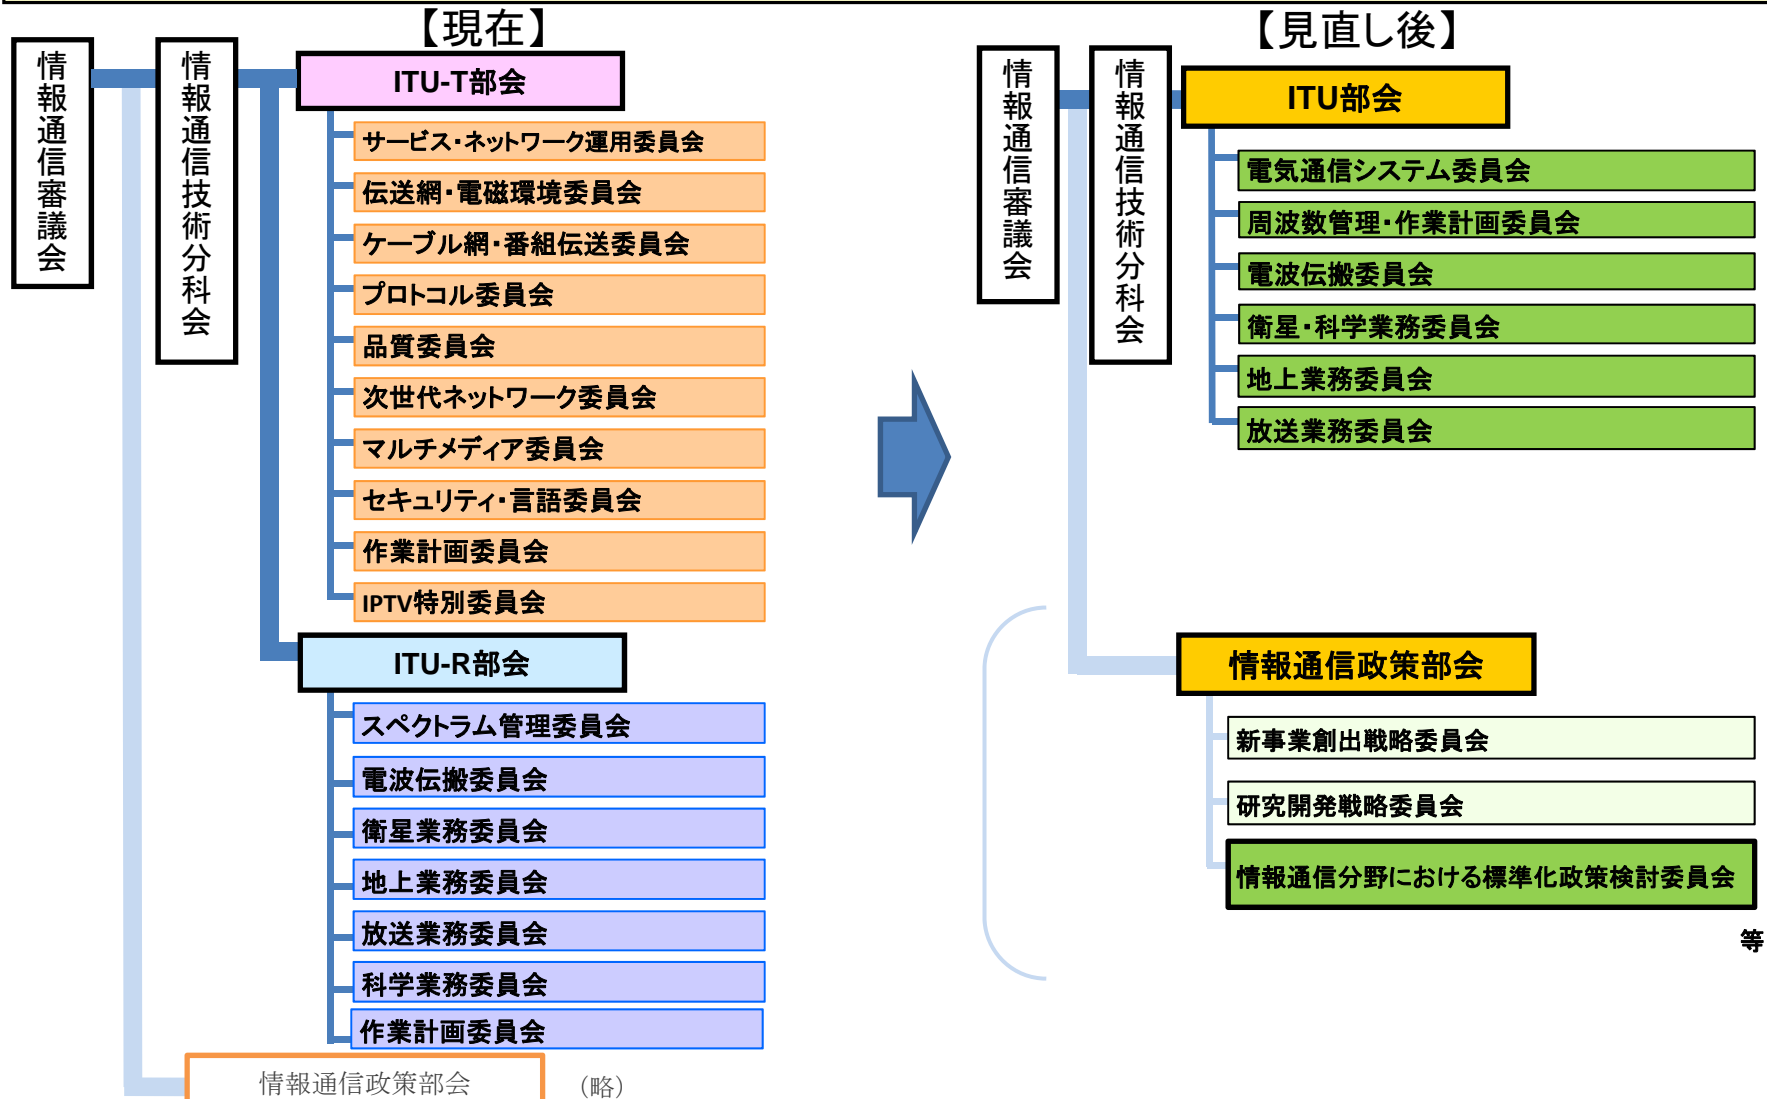 【現在】
情報通信審議会
情報通信技術分科会
ITU-T部会
サービス・ネットワーク運用委員会
伝送網・電磁環境委員会
ケーブル網・番組伝送委員会
プロトコル委員会
品質委員会
次世代ネットワーク委員会
マルチメディア委員会
セキュリティ・言語委員会
作業計画委員会
IPTV特別委員会
ITU-R部会
スペクトラム管理委員会
電波伝搬委員会
衛星業務委員会
地上業務委員会
放送業務委員会
科学業務委員会
作業計画委員会
情報通信政策部会
（略）
【見直し後】
情報通信審議会
情報通信技術分科会
ITU部会
電気通信システム委員会
周波数管理・作業計画委員会
電波伝搬委員会
衛星・科学業務委員会
地上業務委員会
放送業務委員会
情報通信政策部会
新事業創出戦略委員会
研究開発戦略委員会
情報通信分野における標準化政策検討委員会
等